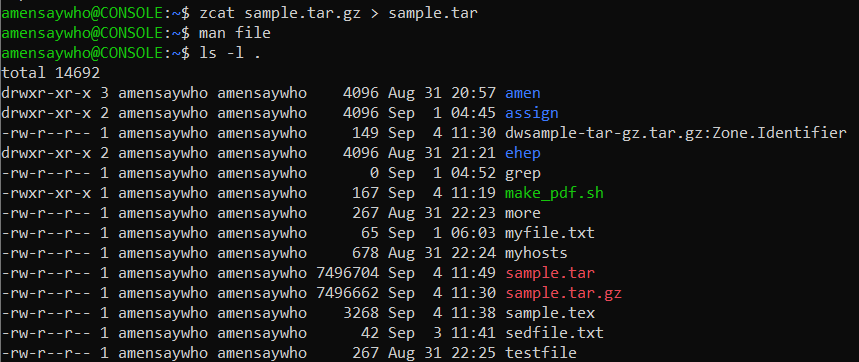 amensaywho@CONSOLE:~$ zcat sample.tar.gz > sample.tar
amensaywho@CONSOLE:~$ man file
amensaywho@CONSOLE:~$ ls -l .
total 14692
drwxr-xr-x 3 amensaywho amensaywho    4096 Aug 31 20:57 amen
drwxr-xr-x 2 amensaywho amensaywho    4096 Sep  1 04:45 assign
-rw-r--r-- 1 amensaywho amensaywho     149 Sep  4 11:30 dwsample-tar-gz.tar.gz:Zone.Identifier
drwxr-xr-x 2 amensaywho amensaywho    4096 Aug 31 21:21 ehep
-rw-r--r-- 1 amensaywho amensaywho       0 Sep  1 04:52 grep
-rwxr-xr-x 1 amensaywho amensaywho     167 Sep  4 11:19 make_pdf.sh
-rw-r--r-- 1 amensaywho amensaywho     267 Aug 31 22:23 more
-rw-r--r-- 1 amensaywho amensaywho      65 Sep  1 06:03 myfile.txt
-rw-r--r-- 1 amensaywho amensaywho     678 Aug 31 22:24 myhosts
-rw-r--r-- 1 amensaywho amensaywho 7496704 Sep  4 11:49 sample.tar
-rw-r--r-- 1 amensaywho amensaywho 7496662 Sep  4 11:30 sample.tar.gz
-rw-r--r-- 1 amensaywho amensaywho    3268 Sep  4 11:38 sample.tex
-rw-r--r-- 1 amensaywho amensaywho      42 Sep  3 11:41 sedfile.txt
-rw-r--r-- 1 amensaywho amensaywho     267 Aug 31 22:25 testfile